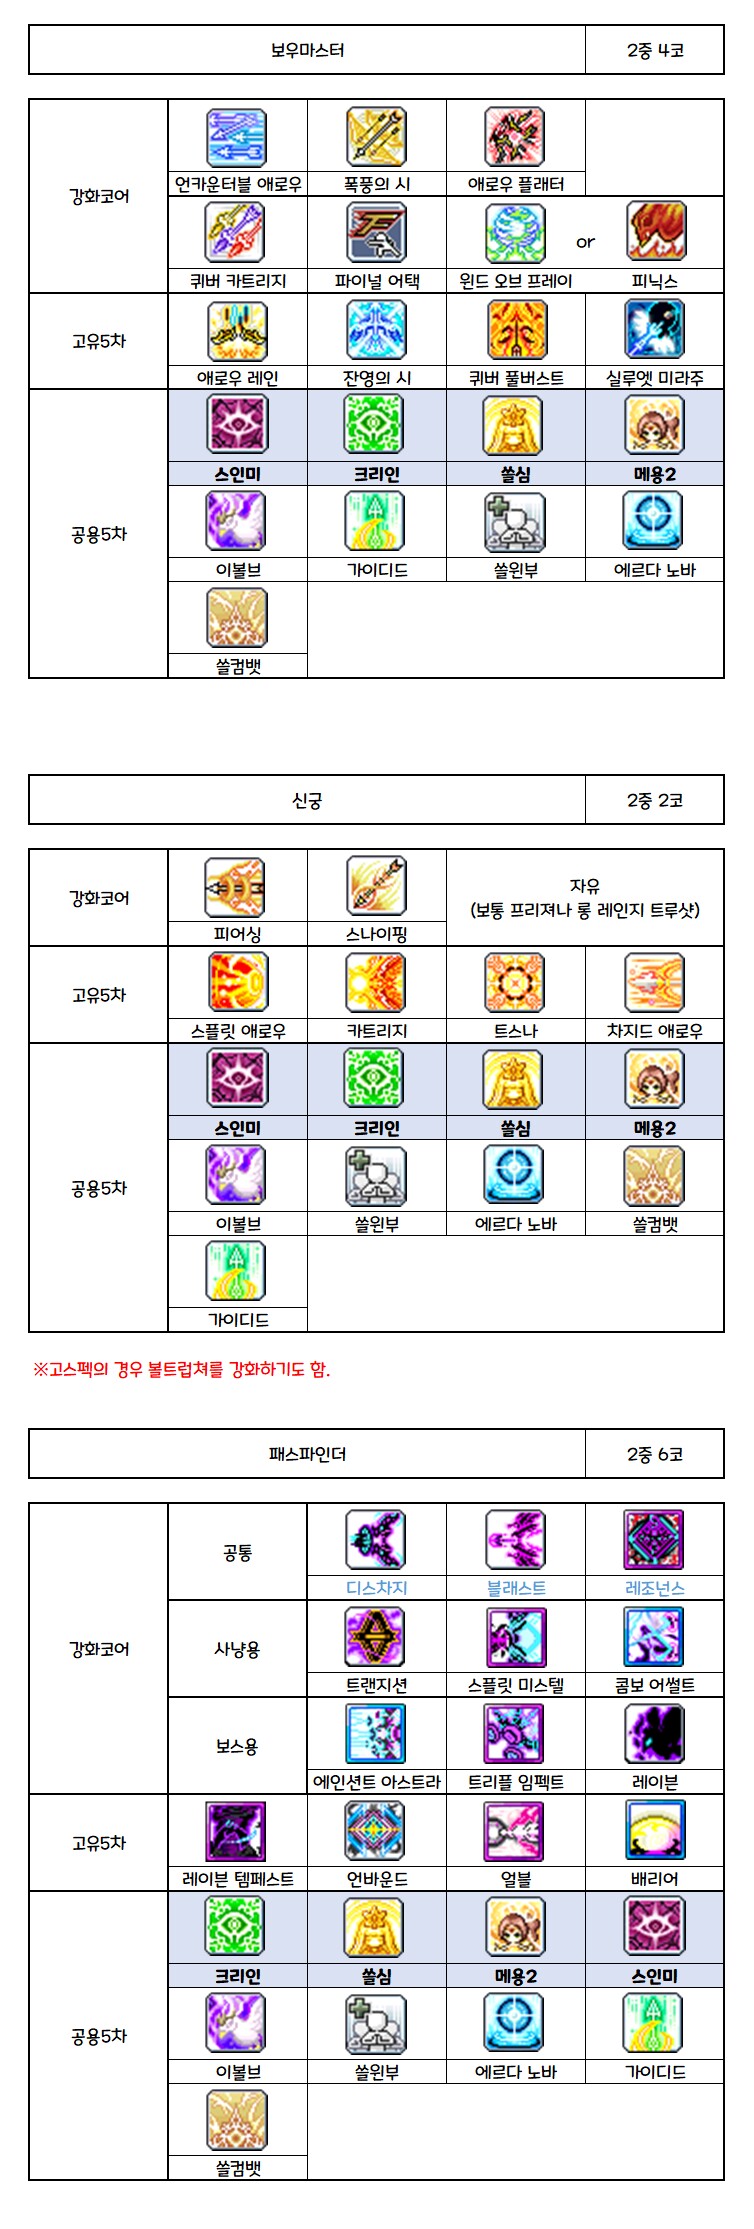 보우마스터
2중 4코
강화코어
언카운터블 애로우
폭풍의 시
애로우 플래터
or
퀴버 카트리지
파이널 어택
윈드 오브 프레이
피닉스
고유5차
애로우 레인
잔영의 시
퀴버 풀버스트
실루엣 미라주
공용5차
스인미
크리인
쓸심
메용2
이볼브
가이디드
쓸윈부
에르다 노바
쓸컴뱃
신궁
2중 2코
강화코어
자유
(보통 프리져나 롱 레인지 트루샷)
피어싱
스나이핑
고유5차
스플릿 애로우
카트리지
트스나
차지드 애로우
공용5차
스인미
크리인
쓸심
메용2
이볼브
쓸윈부
에르다 노바
쓸컴뱃
가이디드
※고스펙의 경우 볼트럽쳐를 강화하기도 함.
패스파인더
2중 6코
강화코어
공통
디스차지
블래스트
레조넌스
사냥용
트랜지션
스플릿 미스텔
콤보 어썰트
보스용
에인션트 아스트라
트리플 임팩트
레이븐
고유5차
레이븐 템페스트
언바운드
얼블
배리어
공용5차
크리인
쓸심
메용2
스인미
이볼브
쓸윈부
에르다 노바
가이디드
쓸컴뱃